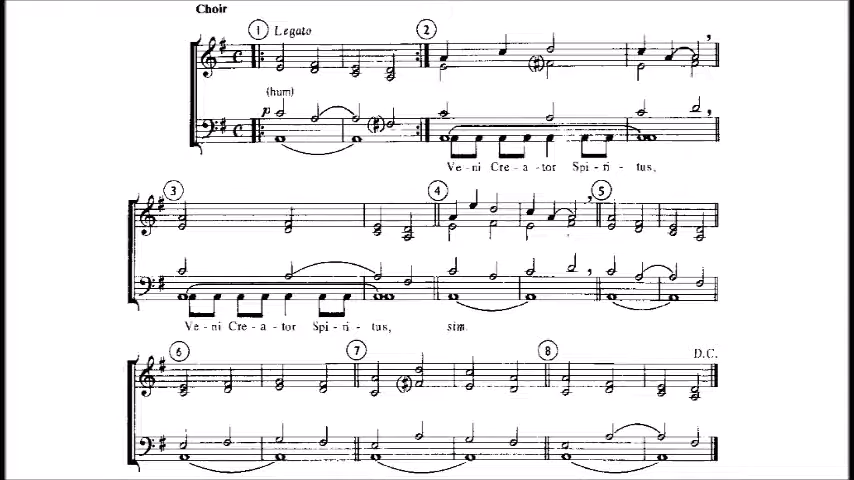 Choir
1 Legato 2
(hum)
p
Ve - ni Cre - a - tor Spi - ri - tus,
3 4 5
Ve - ni Cre - a - tor Spi - ri - tus, sim.
6 7 8 D.C.